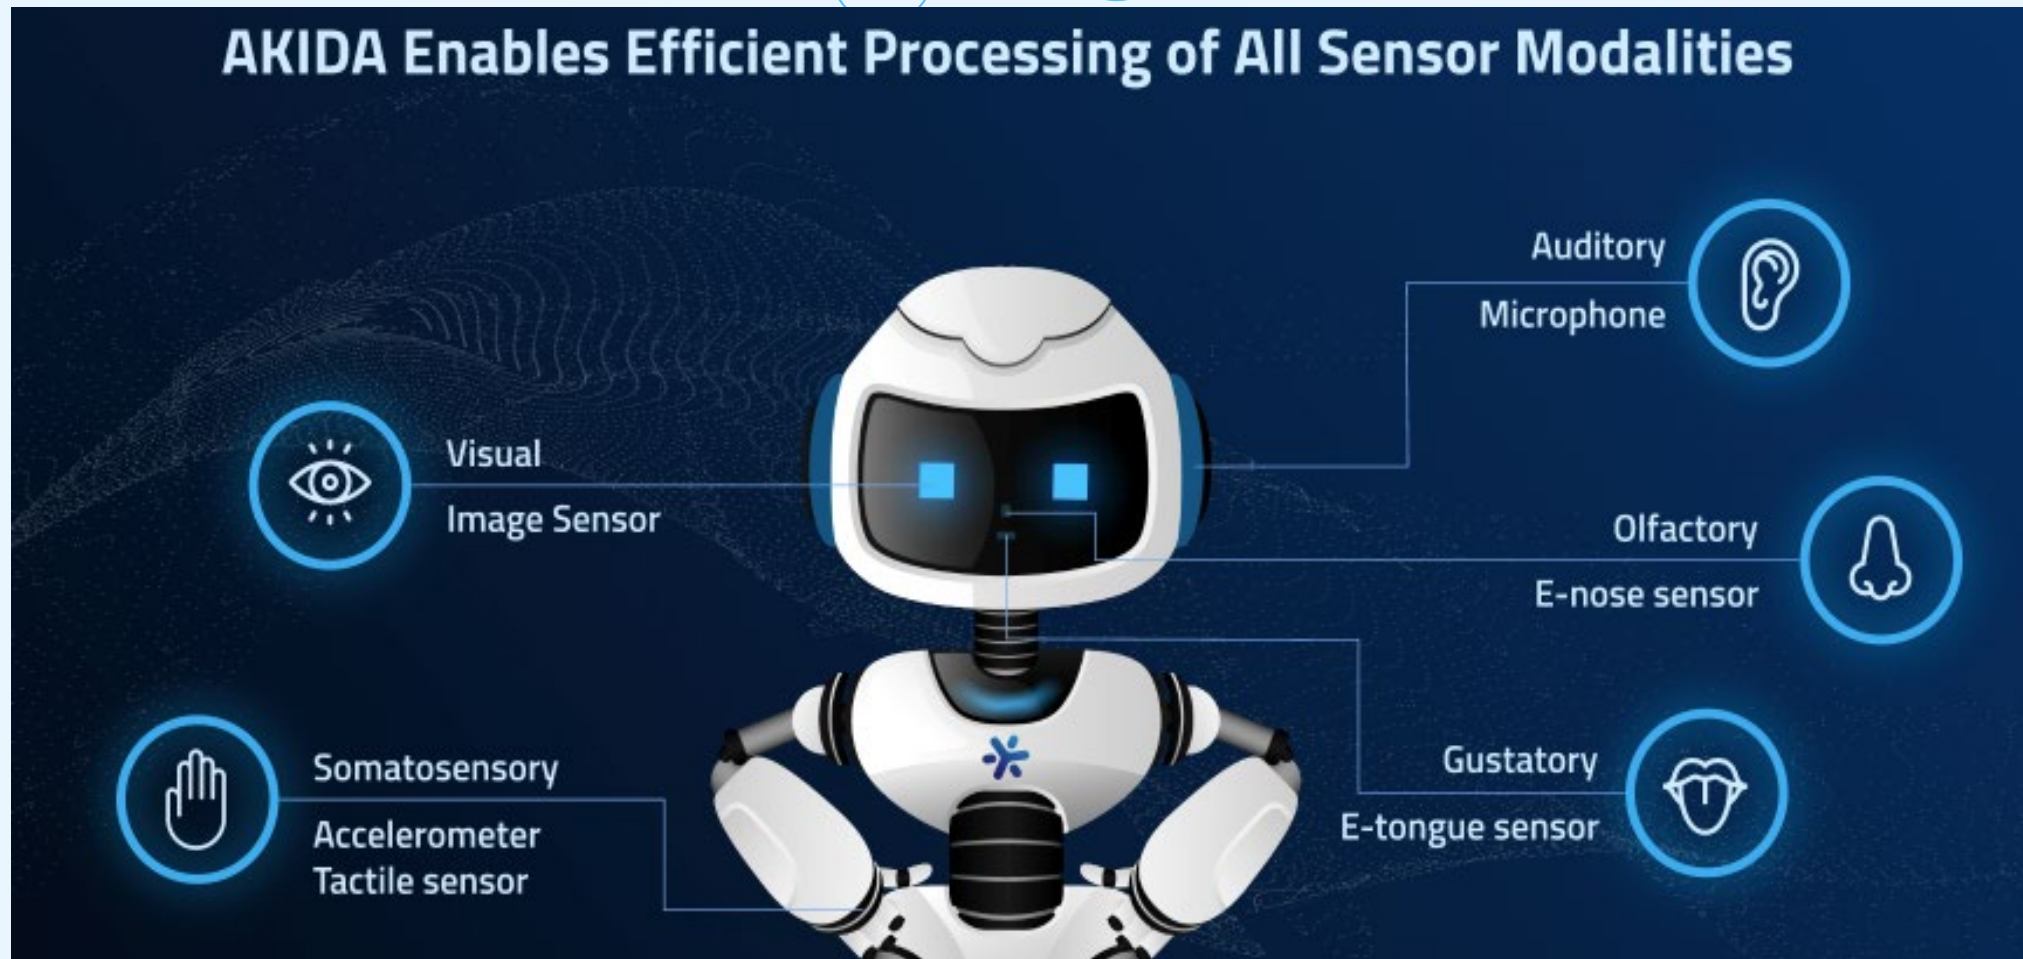 AKIDA Enables Efficient Processing of All Sensor Modalities
Auditory
Microphone
Visual
Image Sensor
Olfactory
E-nose sensor
Somatosensory
Accelerometer
Tactile sensor
Gustatory
E-tongue sensor